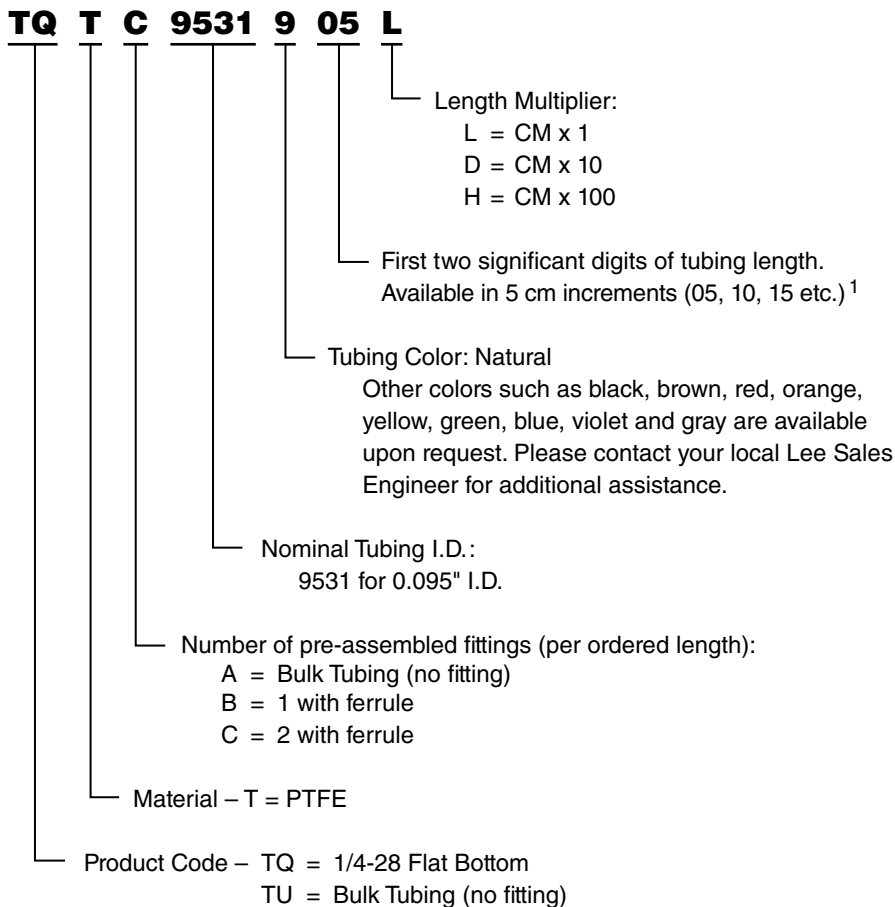 TQ T C 9531 9 05 L
Length Multiplier:
L = CM x 1
D = CM x 10
H = CM x 100
First two significant digits of tubing length.
Available in 5 cm increments (05, 10, 15 etc.) 1
Tubing Color: Natural
Other colors such as black, brown, red, orange,
yellow, green, blue, violet and gray are available
upon request. Please contact your local Lee Sales
Engineer for additional assistance.
Nominal Tubing I.D.:
9531 for 0.095" I.D.
Number of pre-assembled fittings (per ordered length):
A = Bulk Tubing (no fitting)
B = 1 with ferrule
C = 2 with ferrule
Material – T = PTFE
Product Code – TQ = 1/4-28 Flat Bottom
TU = Bulk Tubing (no fitting)